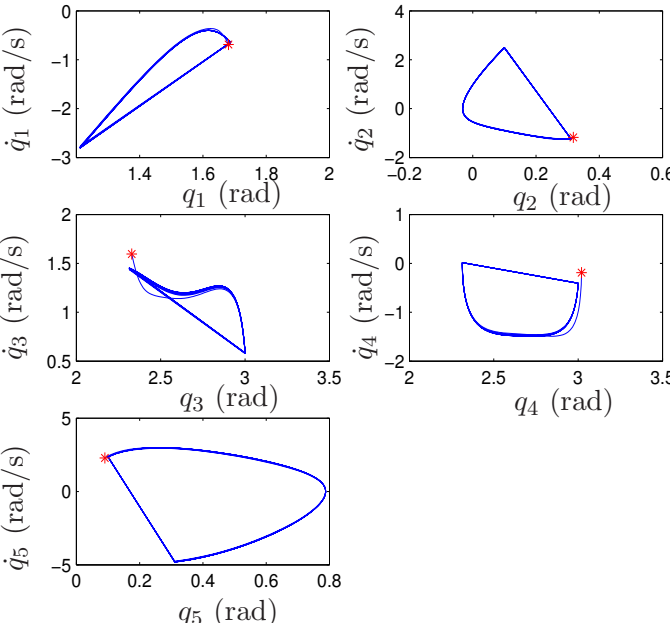 0
−1
−2
−3
1.4 1.6 1.8 2
q̇1 (rad/s)
q1 (rad)
4
2
0
−2
−0.2 0 0.2 0.4 0.6
q̇2 (rad/s)
q2 (rad)
2
1.5
1
0.5
2 2.5 3 3.5
q̇3 (rad/s)
q3 (rad)
1
0
−1
−2
2 2.5 3 3.5
q̇4 (rad/s)
q4 (rad)
5
0
−5
0 0.2 0.4 0.6 0.8
q̇5 (rad/s)
q5 (rad)